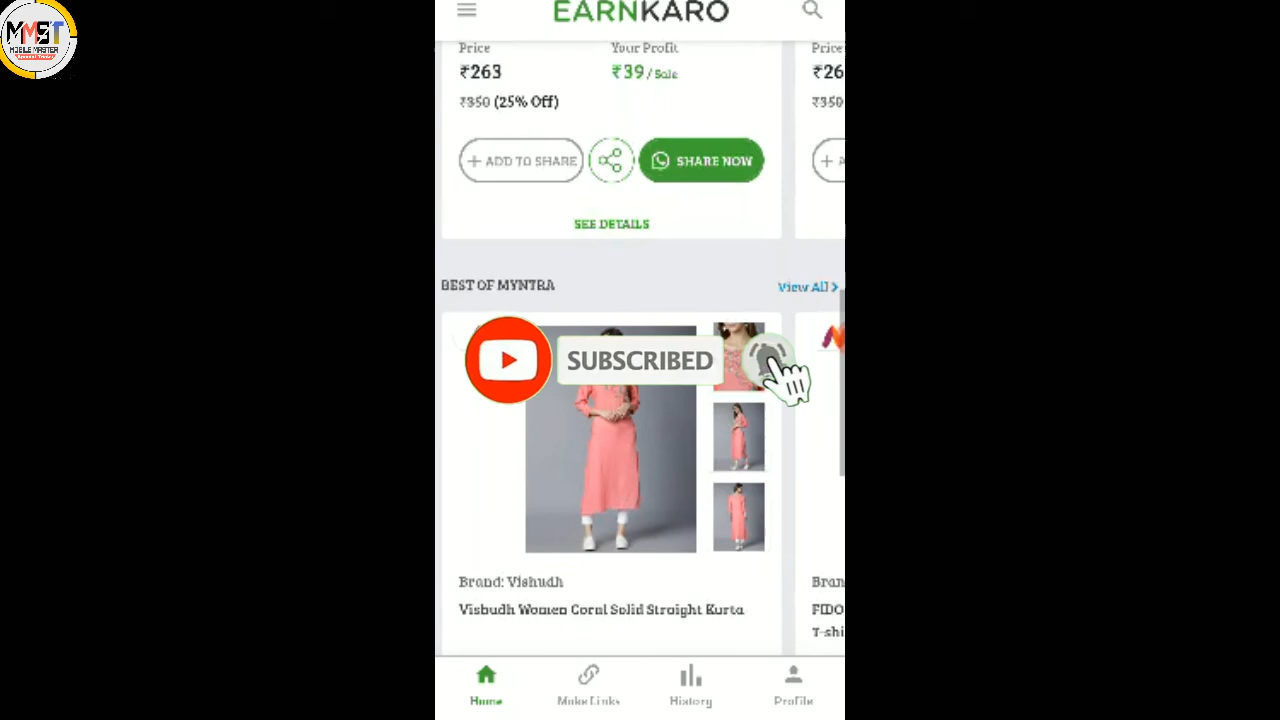 MMST
MOBILE MASTER
EARNKARO
Price
Your Profit
Price
₹263
₹39 / Sale
₹26
₹350 (25% Off)
₹350
+ ADD TO SHARE
SHARE NOW
+ A
SEE DETAILS
BEST OF MYNTRA
View All >
SUBSCRIBED
Brand: Vishudh
Bran
Vishudh Women Coral Solid Straight Kurta
FIDO
T-shi
Home
Make Links
History
Profile